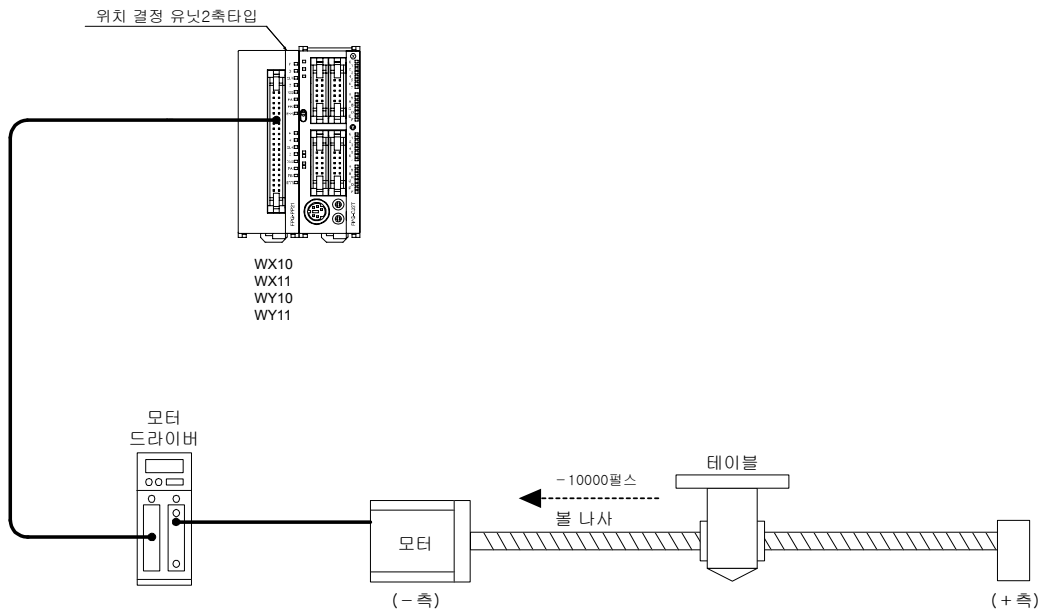 위치 결정 유닛2축타입
WX10
WX11
WY10
WY11
모터
드라이버
테이블
－10000펄스
볼 나사
모터
(－측)
(＋측)